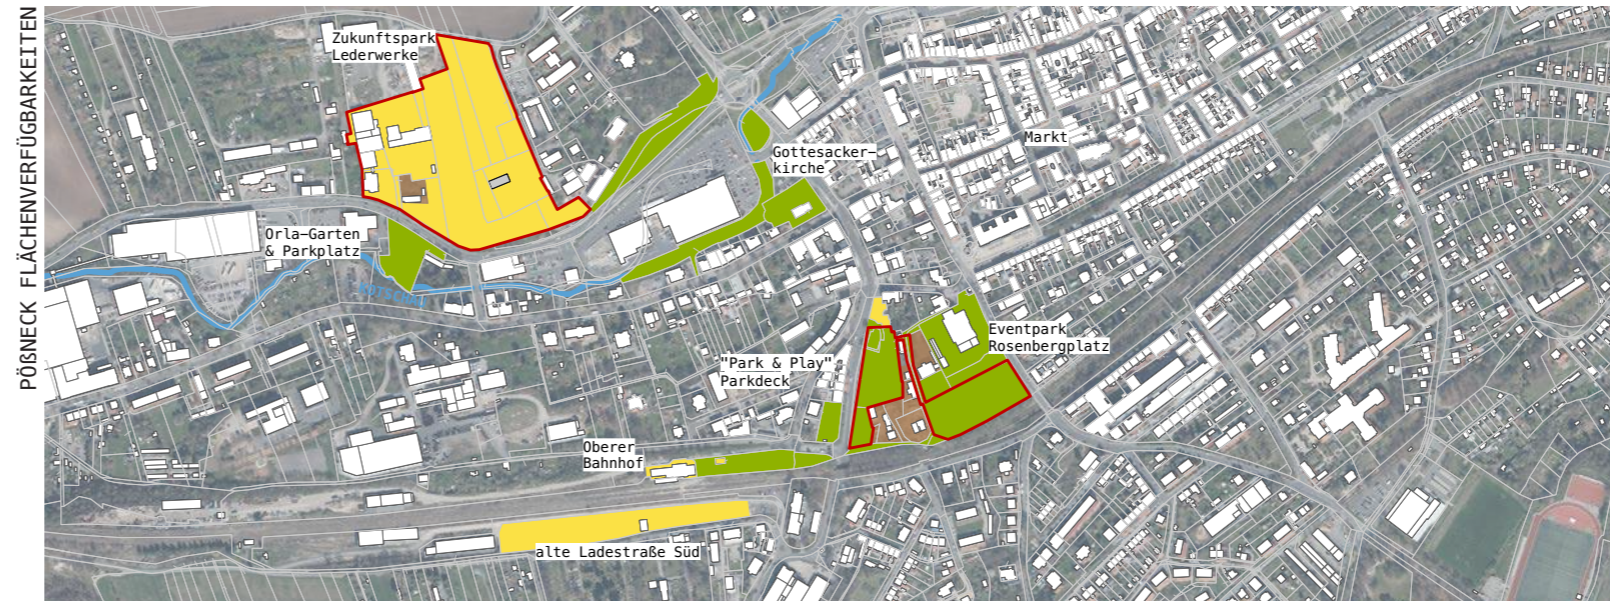 PÖßNECK FLÄCHENVERFÜGBARKEITEN
Zukunftspark
Lederwerke
Markt
Gottesacker–
kirche
Orla–Garten
& Parkplatz
KOTSCHAU
Eventpark
Rosenbergplatz
"Park & Play"
Parkdeck
Oberer
Bahnhof
alte Ladestraße Süd